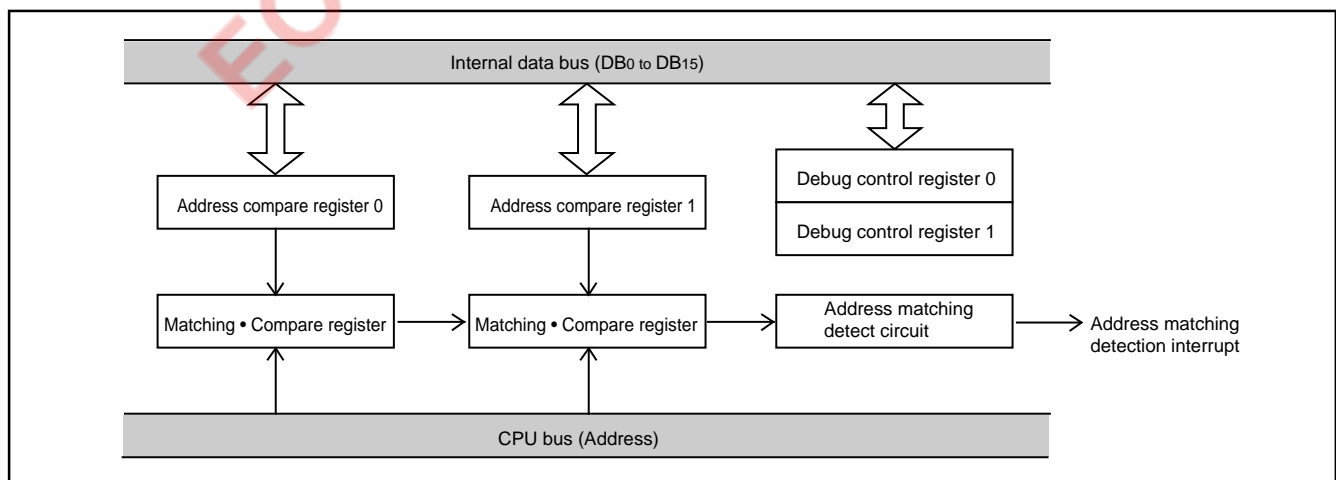 Internal data bus (DB0 to DB15)
Address compare register 0
Address compare register 1
Debug control register 0
Debug control register 1
Matching • Compare register
Matching • Compare register
Address matching
detect circuit
Address matching
detection interrupt
CPU bus (Address)